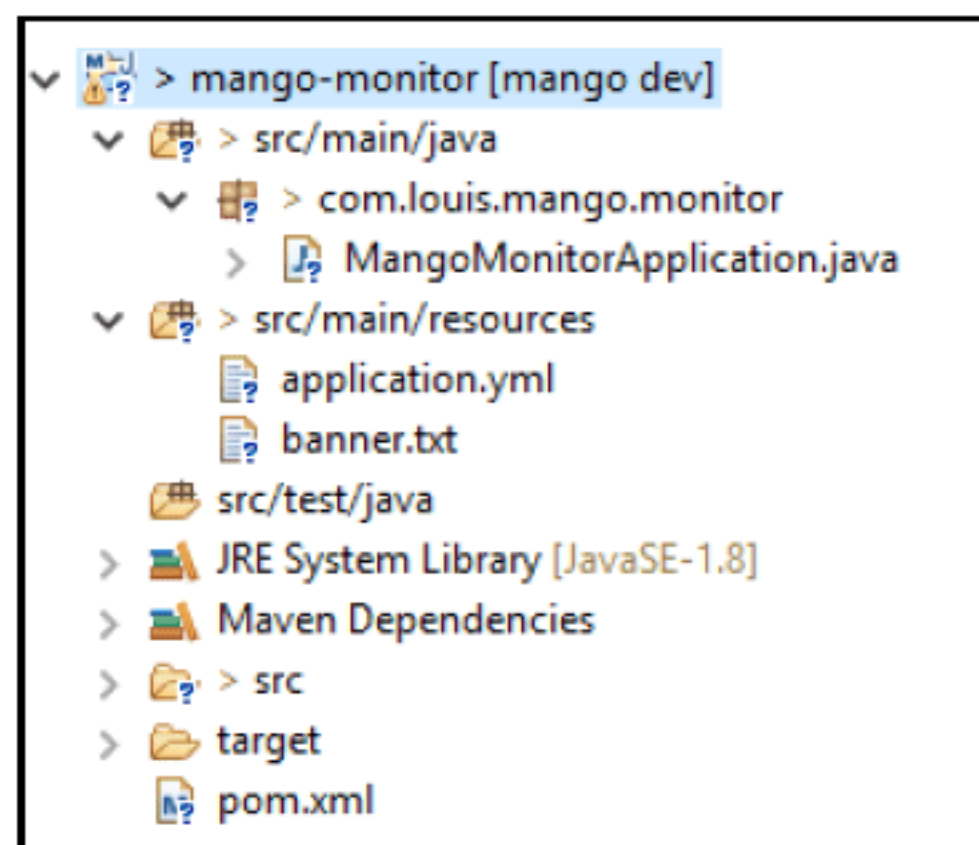 > mango-monitor [mango dev]
> src/main/java
> com.louis.mango.monitor
MangoMonitorApplication.java
> src/main/resources
application.yml
banner.txt
src/test/java
JRE System Library [JavaSE-1.8]
Maven Dependencies
> src
target
pom.xml